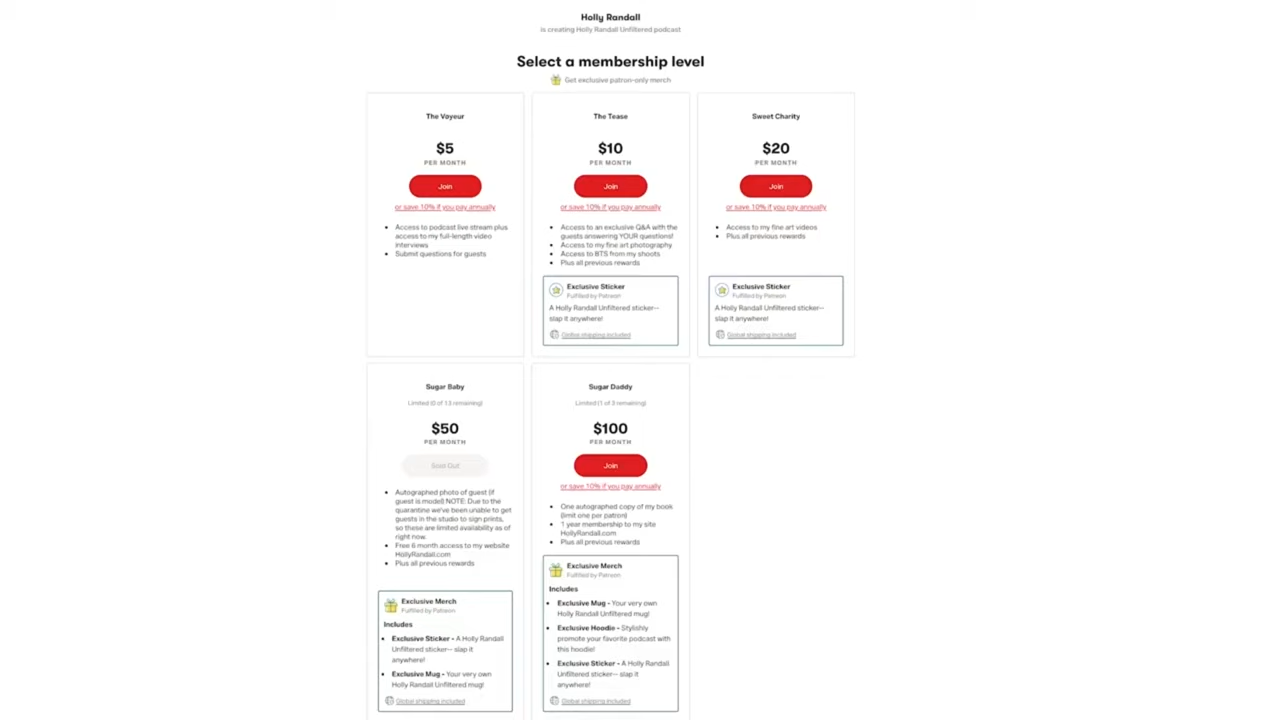 Holly Randall
is creating Holly Randall Unfiltered podcast
Select a membership level
Get exclusive patron-only merch
The Voyeur
$5
PER MONTH
Join
or save 10% if you pay annually
Access to podcast live stream plus
access to my full-length video
interviews
Submit questions for guests
The Tease
$10
PER MONTH
Join
or save 10% if you pay annually
Access to an exclusive Q&A with the
guests answering YOUR questions!
Access to my fine art photography
Access to BTS from my shoots
Plus all previous rewards
Exclusive Sticker
Fulfilled by Patreon
A Holly Randall Unfiltered sticker--
slap it anywhere!
Global shipping included
Sweet Charity
$20
PER MONTH
Join
or save 10% if you pay annually
Access to my fine art videos
Plus all previous rewards
Exclusive Sticker
Fulfilled by Patreon
A Holly Randall Unfiltered sticker--
slap it anywhere!
Global shipping included
Sugar Baby
Limited (0 of 13 remaining)
$50
PER MONTH
Sold Out
Autographed photo of guest (if
guest is model) NOTE: Due to the
quarantine we've been unable to get
guests in the studio to sign prints,
so these are limited availability as of
right now.
Free 6 month access to my website
HollyRandall.com
Plus all previous rewards
Exclusive Merch
Fulfilled by Patreon
Includes
Exclusive Sticker - A Holly Randall
Unfiltered sticker-- slap it
anywhere!
Exclusive Mug - Your very own
Holly Randall Unfiltered mug!
Global shipping included
Sugar Daddy
Limited (1 of 3 remaining)
$100
PER MONTH
Join
or save 10% if you pay annually
One autographed copy of my book
(limit one per patron)
1 year membership to my site
HollyRandall.com
Plus all previous rewards
Exclusive Merch
Fulfilled by Patreon
Includes
Exclusive Mug - Your very own
Holly Randall Unfiltered mug!
Exclusive Hoodie - Stylishly
promote your favorite podcast with
this hoodie!
Exclusive Sticker - A Holly Randall
Unfiltered sticker-- slap it
anywhere!
Global shipping included